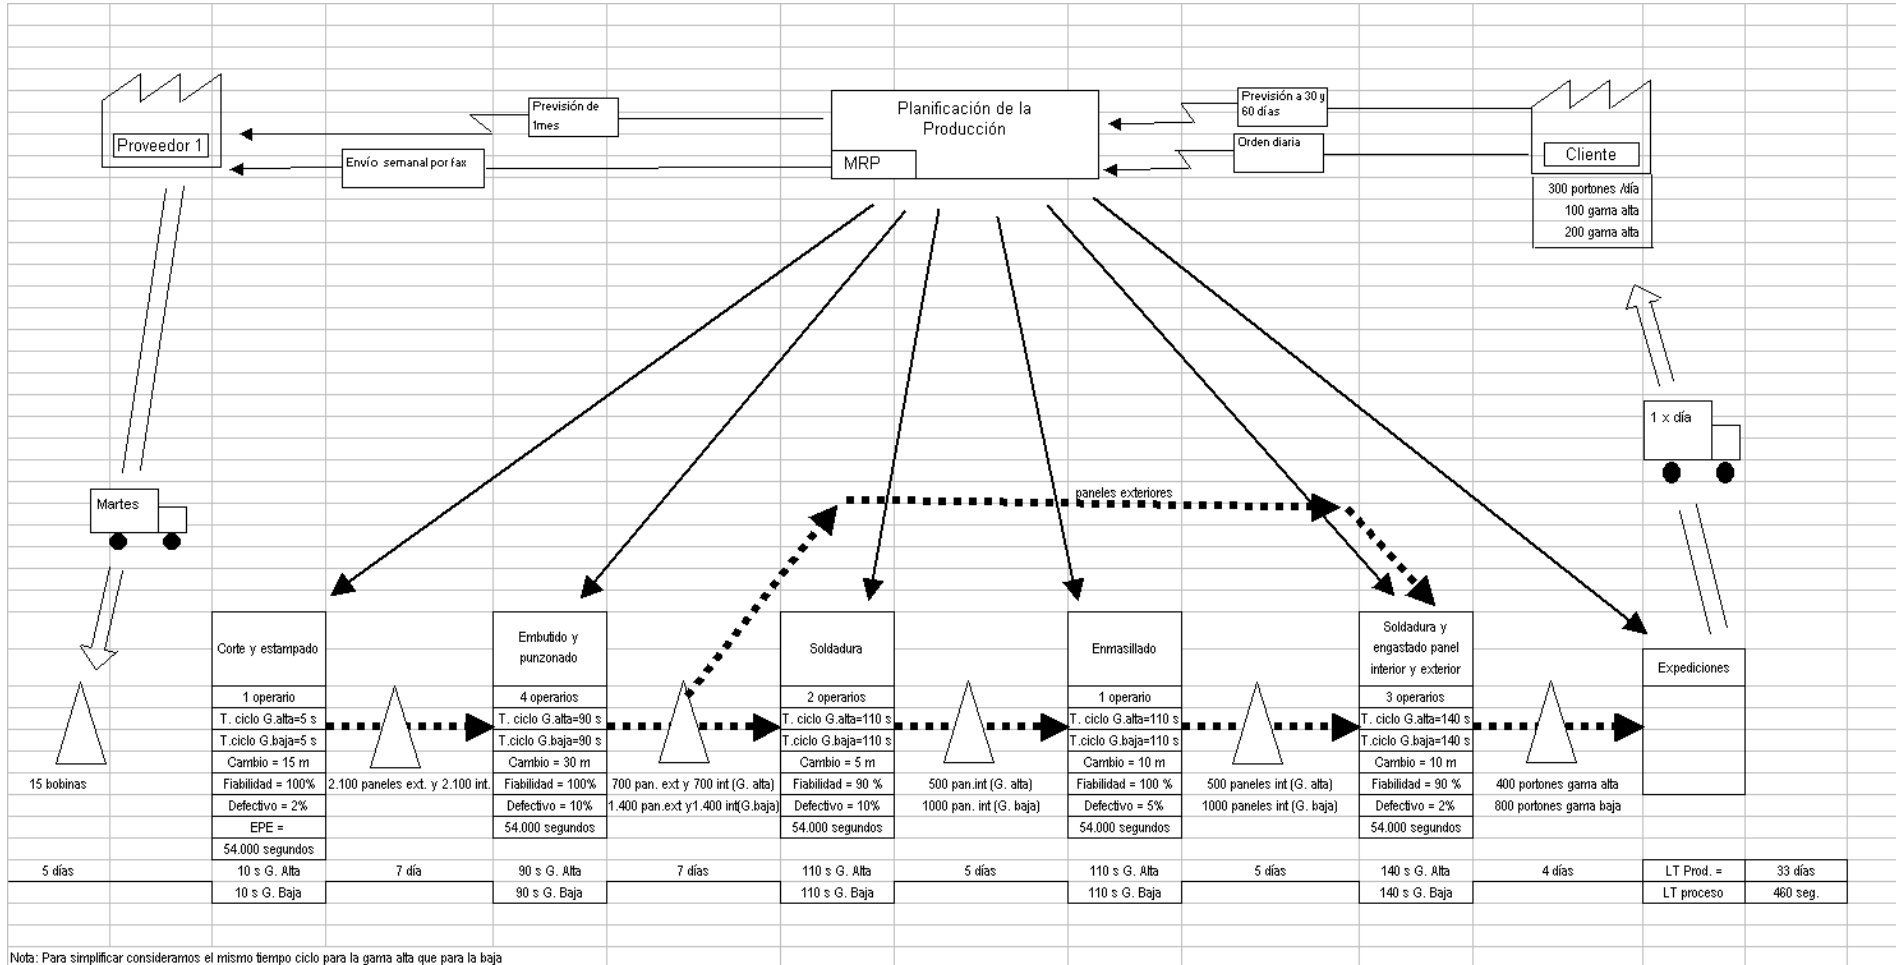 Proveedor 1
Previsión de
1mes
Envío semanal por fax
Planificación de la
Producción
MRP
Previsión a 30 y
60 días
Orden diaria
Cliente
300 portones /día
100 gama alta
200 gama alta
1 x día
Martes
paneles exteriores
Corte y estampado
1 operario
T. ciclo G.alta=5 s
T.ciclo G.baja=5 s
Cambio = 15 m
Fiabilidad = 100%
Defectivo = 2%
EPE =
54.000 segundos
Embutido y
punzonado
4 operarios
T. ciclo G.alta=90 s
T.ciclo G.baja=90 s
Cambio = 30 m
Fiabilidad = 100%
Defectivo = 10%
54.000 segundos
Soldadura
2 operarios
T. ciclo G.alta=110 s
T.ciclo G.baja=110 s
Cambio = 5 m
Fiabilidad = 90 %
Defectivo = 10%
54.000 segundos
Enmasillado
1 operario
T. ciclo G.alta=110 s
T.ciclo G.baja=110 s
Cambio = 10 m
Fiabilidad = 100 %
Defectivo = 5%
54.000 segundos
Soldadura y
engastado panel
interior y exterior
3 operarios
T. ciclo G.alta=140 s
T.ciclo G.baja=140 s
Cambio = 10 m
Fiabilidad = 90 %
Defectivo = 2%
54.000 segundos
Expediciones
15 bobinas
2.100 paneles ext. y 2.100 int.
700 pan. ext y 700 int (G. alta)
1.400 pan.ext y1.400 int(G.baja)
500 pan.int (G. alta)
1000 pan. int (G. baja)
500 paneles int (G. alta)
1000 paneles int (G. baja)
400 portones gama alta
800 portones gama baja
5 días
10 s G. Alta
10 s G. Baja
7 día
90 s G. Alta
90 s G. Baja
7 días
110 s G. Alta
110 s G. Baja
5 días
110 s G. Alta
110 s G. Baja
5 días
140 s G. Alta
140 s G. Baja
4 días
LT Prod. = 33 días
LT proceso 460 seg.
Nota: Para simplificar consideramos el mismo tiempo ciclo para la gama alta que para la baja